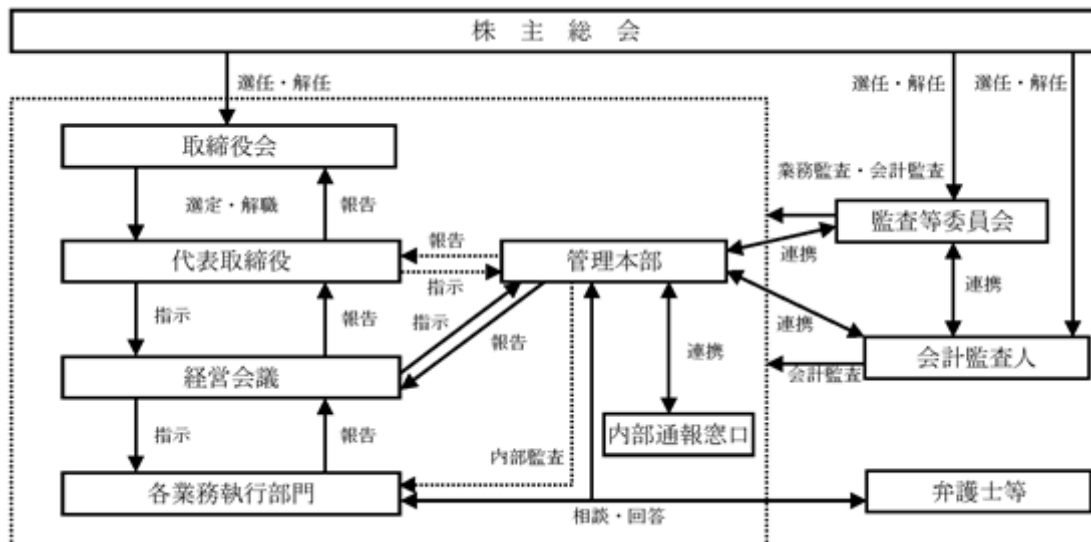 株主総会
選任・解任
選任・解任
選任・解任
取締役会
業務監査・会計監査
選定・解職
報告
監査等委員会
代表取締役
報告
管理本部
連携
指示
連携
指示
報告
指示
報告
連携
連携
経営会議
会計監査
会計監査人
指示
報告
内部監査
内部通報窓口
各業務執行部門
弁護士等
相談・回答